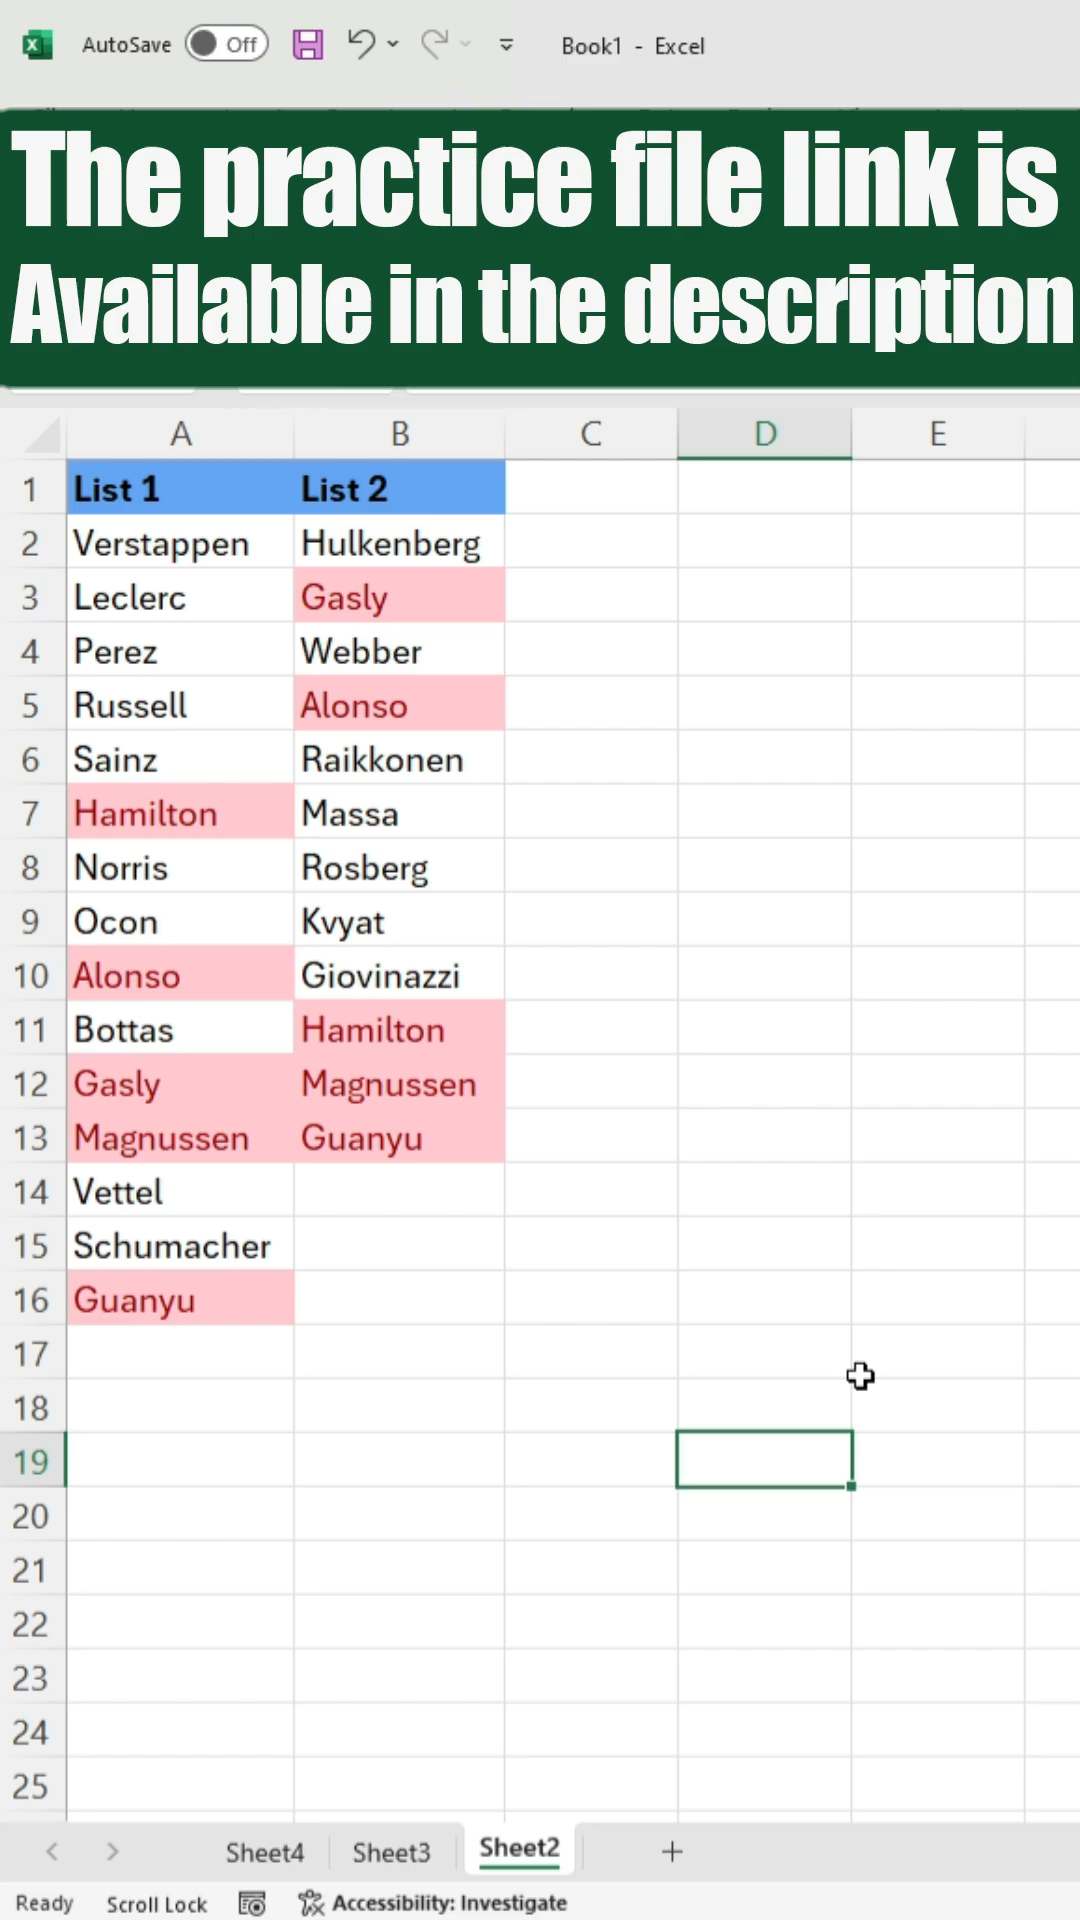 AutoSave Off Book1 - Excel
The practice file link is
Available in the description
A B C D E
1 List 1 List 2
2 Verstappen Hulkenberg
3 Leclerc Gasly
4 Perez Webber
5 Russell Alonso
6 Sainz Raikkonen
7 Hamilton Massa
8 Norris Rosberg
9 Ocon Kvyat
10 Alonso Giovinazzi
11 Bottas Hamilton
12 Gasly Magnussen
13 Magnussen Guanyu
14 Vettel
15 Schumacher
16 Guanyu
17
18
19
20
21
22
23
24
25
Sheet4 Sheet3 Sheet2
Ready Scroll Lock Accessibility: Investigate